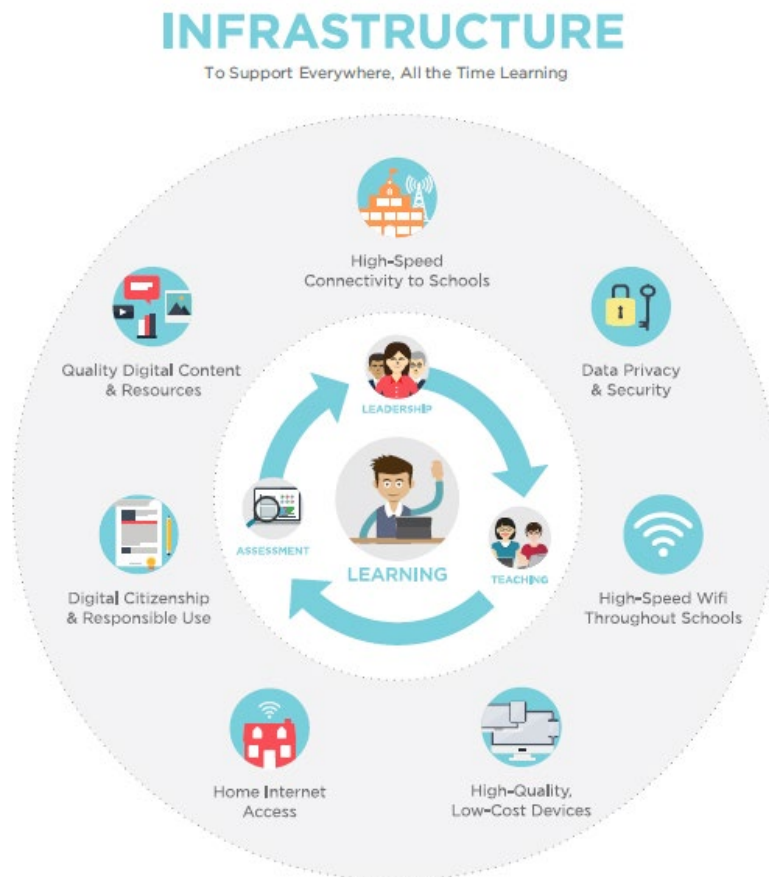 INFRASTRUCTURE
To Support Everywhere, All the Time Learning
High-Speed
Connectivity to Schools
Quality Digital Content
& Resources
Data Privacy
& Security
LEADERSHIP
ASSESSMENT
LEARNING
TEACHING
Digital Citizenship
& Responsible Use
High-Speed Wifi
Throughout Schools
Home Internet
Access
High-Quality,
Low-Cost Devices